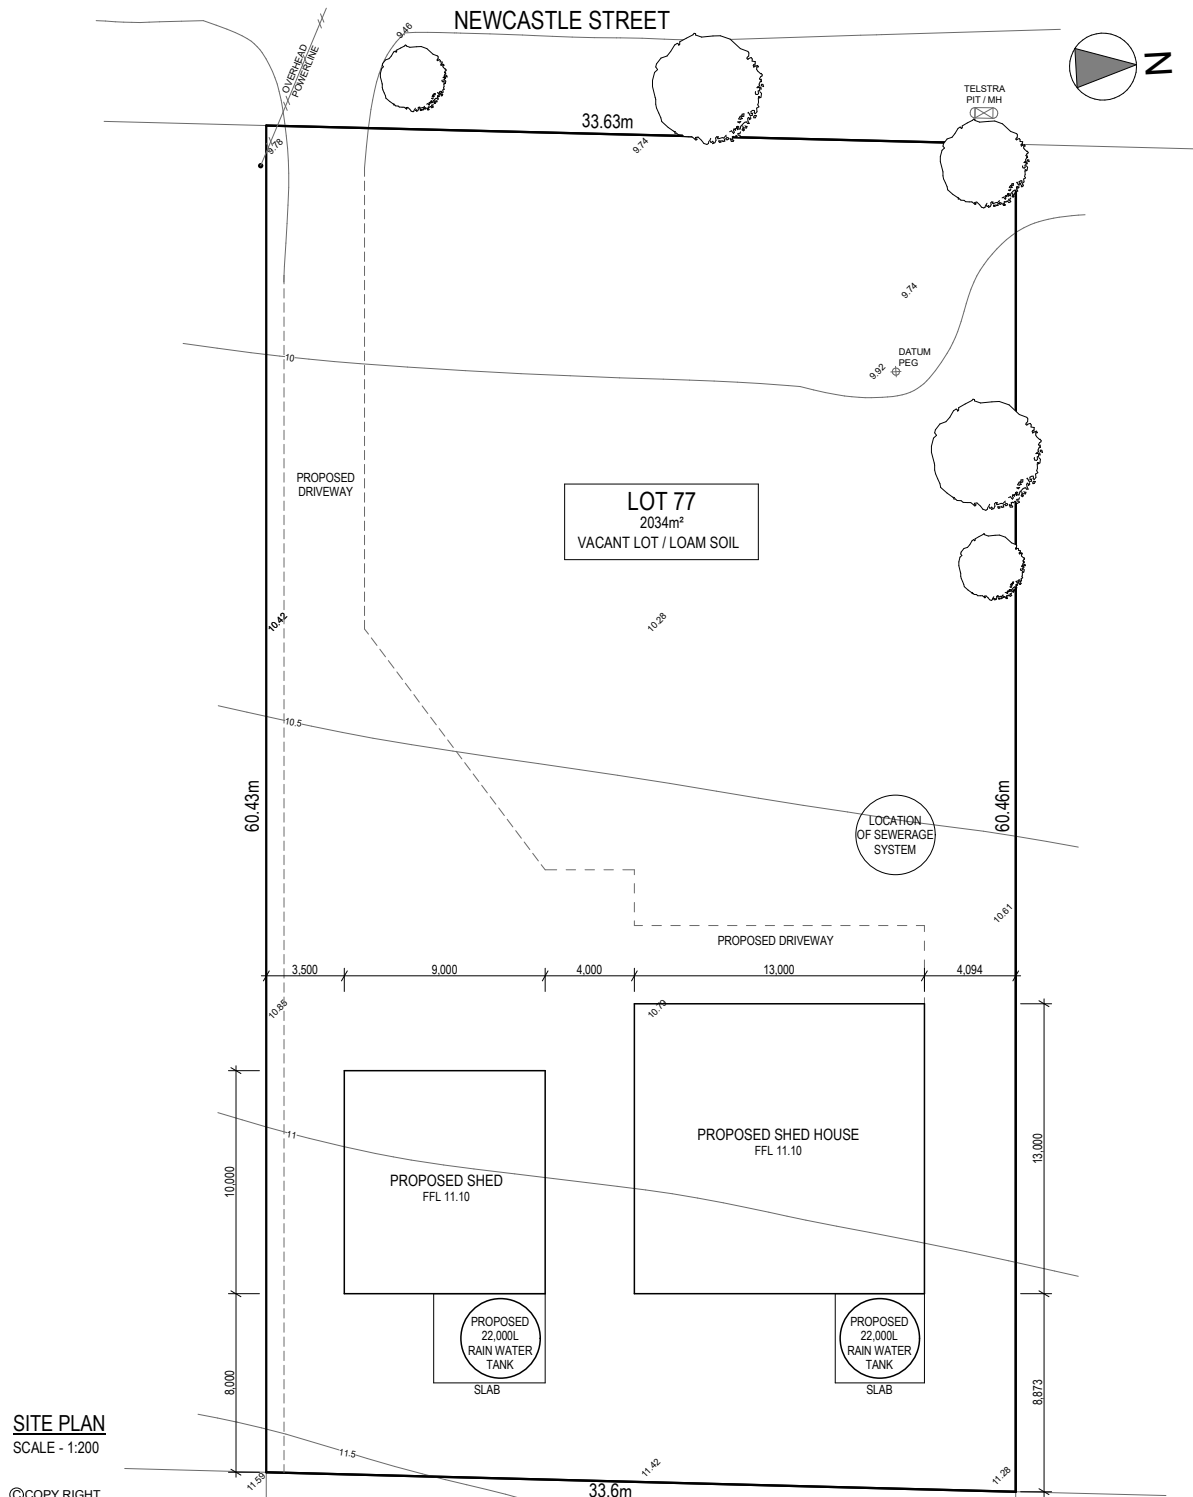 NEWCASTLE STREET
N
OVERHEAD
POWERLINE
9.46
TELSTRA
PIT / MH
33.63m
9.78
9.74
9.74
10
DATUM
PEG
9.92
PROPOSED
DRIVEWAY
LOT 77
2034m²
VACANT LOT / LOAM SOIL
10.42
10.28
10.5
60.43m
60.46m
LOCATION
OF SEWERAGE
SYSTEM
10.61
PROPOSED DRIVEWAY
3,500
9,000
4,000
13,000
4,094
10.85
10.79
11
PROPOSED SHED HOUSE
FFL 11.10
13,000
10,000
PROPOSED SHED
FFL 11.10
PROPOSED
22,000L
RAIN WATER
TANK
SLAB
PROPOSED
22,000L
RAIN WATER
TANK
SLAB
8,000
8,873
SITE PLAN
SCALE - 1:200
11.5
11.59
11.42
11.28
33.6m
©COPY RIGHT